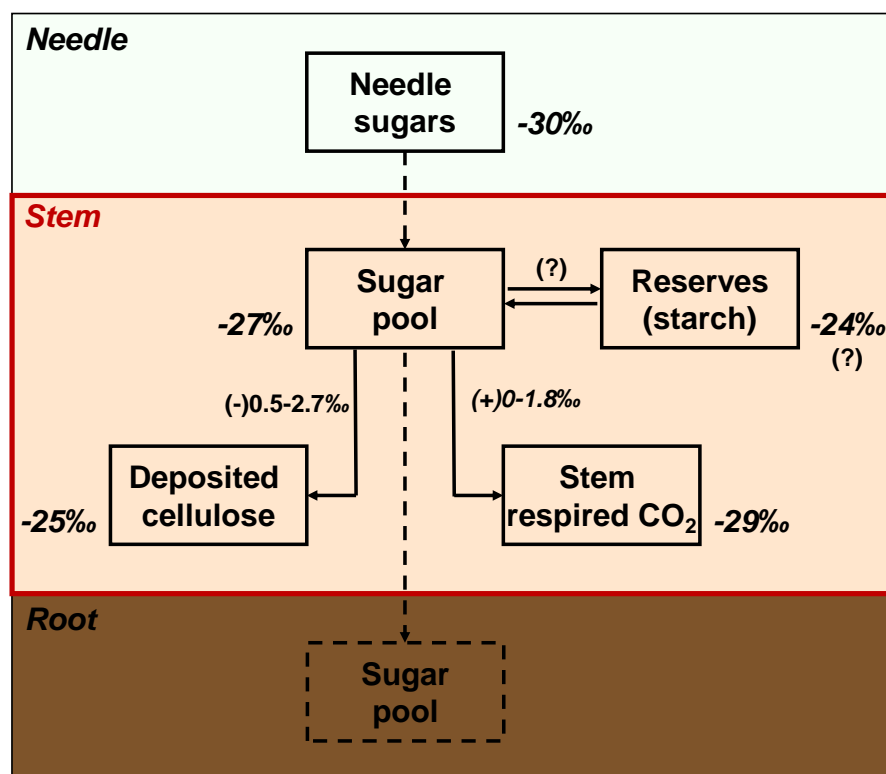 Needle
Needle
sugars
-30‰
Stem
Sugar
pool
-27‰
(?)
Reserves
(starch)
-24‰
(?)
(-)0.5-2.7‰
(+)0-1.8‰
Deposited
cellulose
-25‰
Stem
respired CO₂
-29‰
Root
Sugar
pool